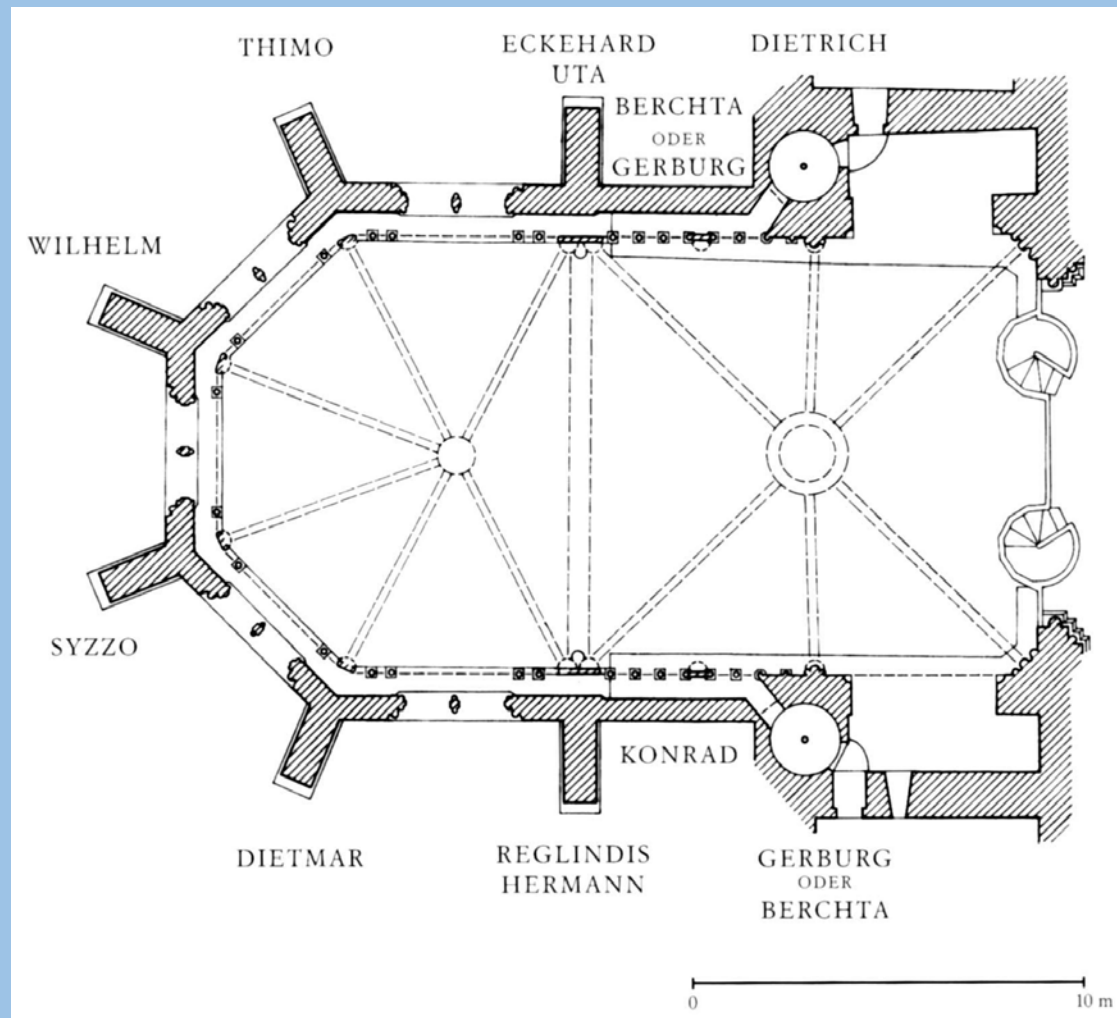 THIMO
ECKEHARD
UTA
DIETRICH
BERCHTA
ODER
GERBURG
WILHELM
SYZZO
KONRAD
DIETMAR
REGLINDIS
HERMANN
GERBURG
ODER
BERCHTA
0 10 m